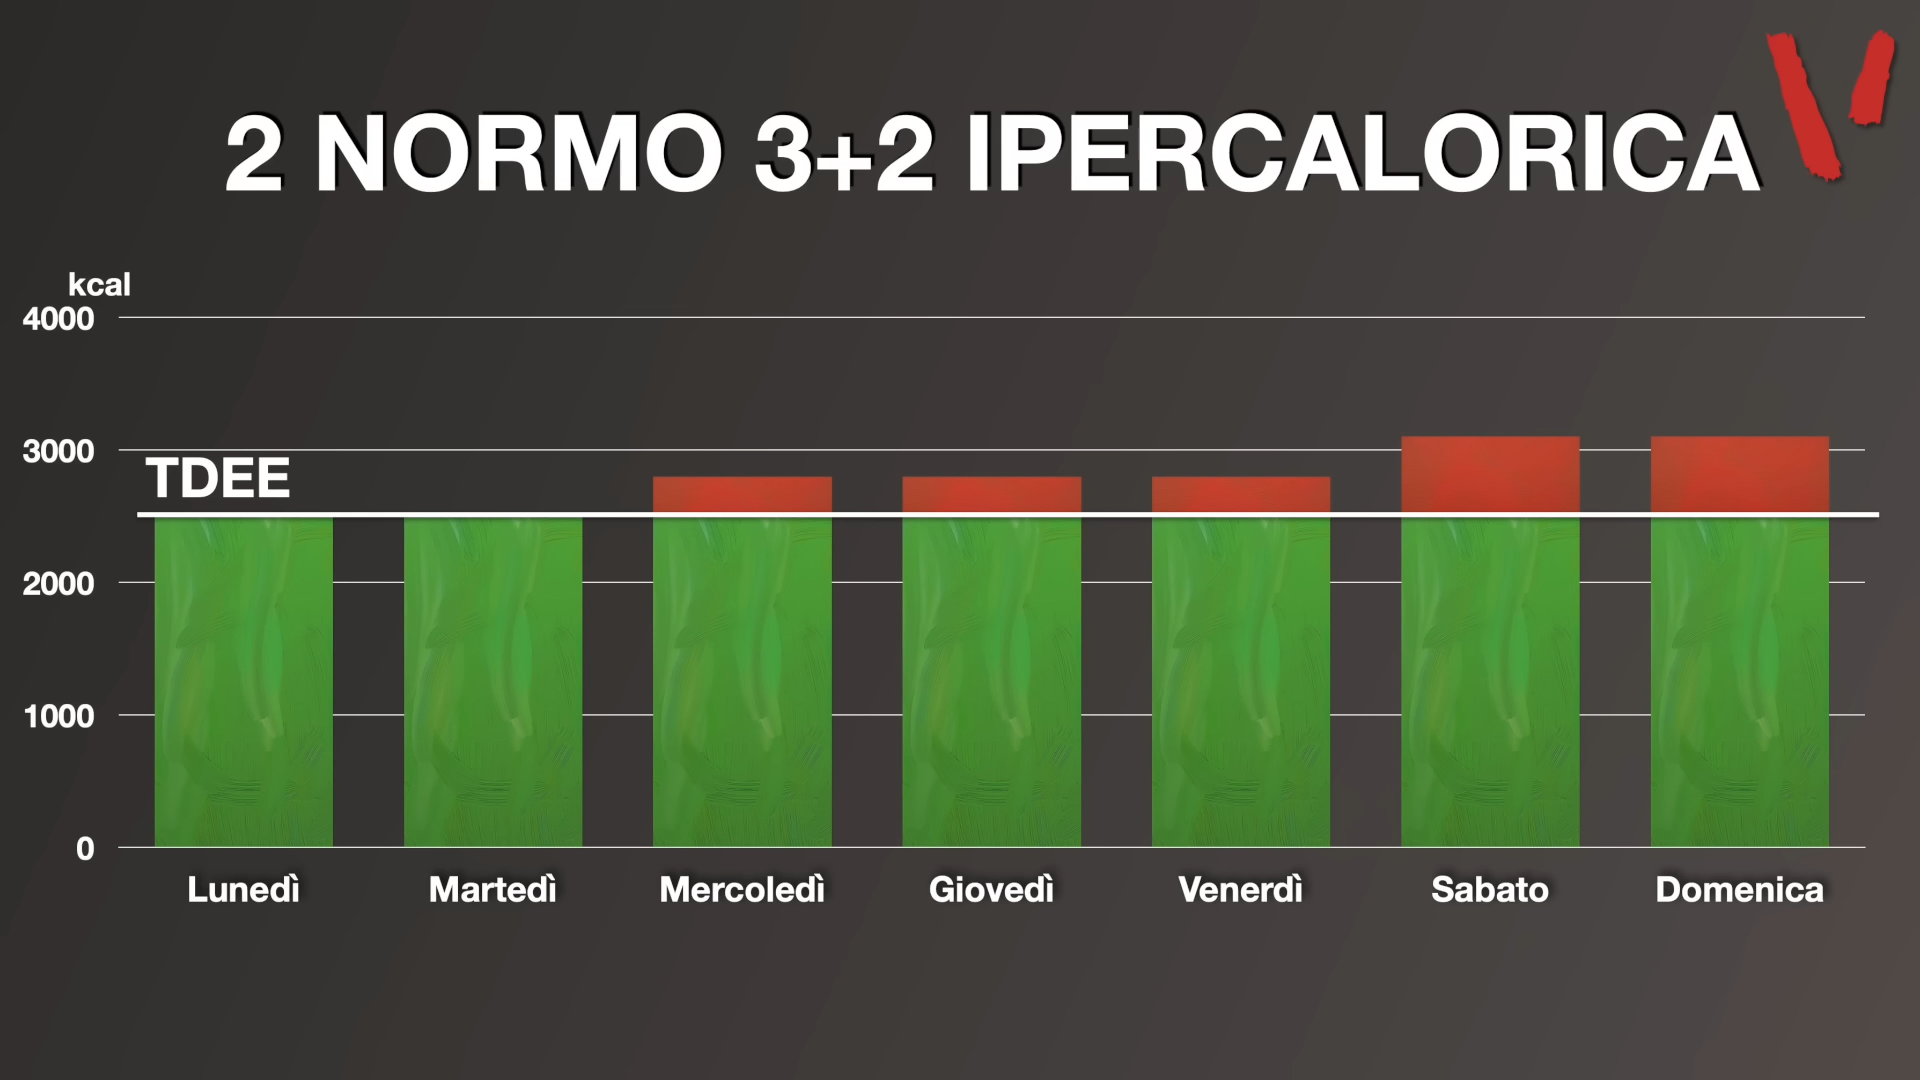 2 NORMO 3+2 IPERCALORICA
kcal
4000
3000
TDEE
2000
1000
0
Lunedì Martedì Mercoledì Giovedì Venerdì Sabato Domenica